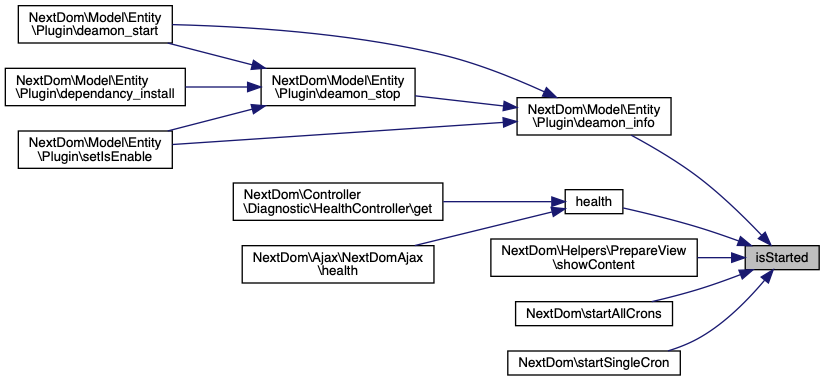 NextDom\Model\Entity
\Plugin\deamon_start
NextDom\Model\Entity
\Plugin\dependancy_install
NextDom\Model\Entity
\Plugin\deamon_stop
NextDom\Model\Entity
\Plugin\deamon_info
NextDom\Model\Entity
\Plugin\setIsEnable
NextDom\Controller
\Diagnostic\HealthController\get
health
NextDom\Ajax\NextDomAjax
\health
NextDom\Helpers\PrepareView
\showContent
isStarted
NextDom\startAllCrons
NextDom\startSingleCron